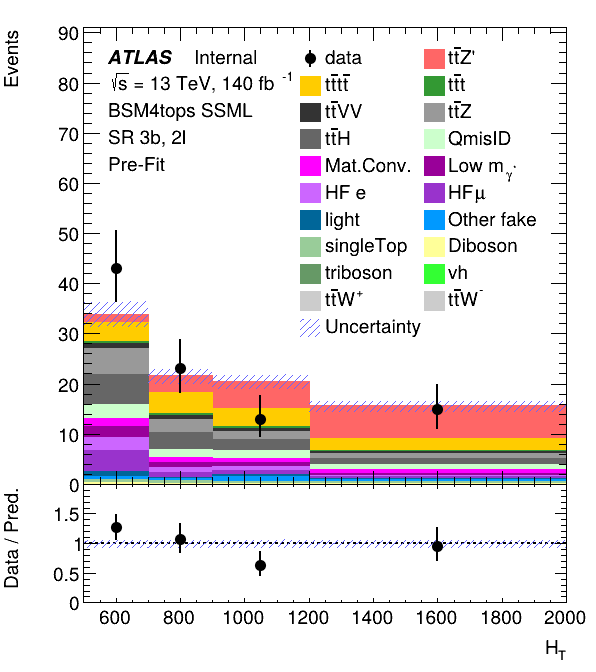 Events
90
80
70
60
50
40
30
20
10
0
ATLAS Internal
√s = 13 TeV, 140 fb⁻¹
BSM4tops SSML
SR 3b, 2l
Pre-Fit
data
tt̄Z'
tt̄tt̄
tt̄t
tt̄VV
tt̄Z
tt̄H
QmisID
Mat.Conv.
Low m_γ*
HF e
HF μ
light
Other fake
singleTop
Diboson
triboson
vh
tt̄W⁺
tt̄W⁻
Uncertainty
Data / Pred.
1.5
1
0.5
0
600 800 1000 1200 1400 1600 1800 2000
H_T